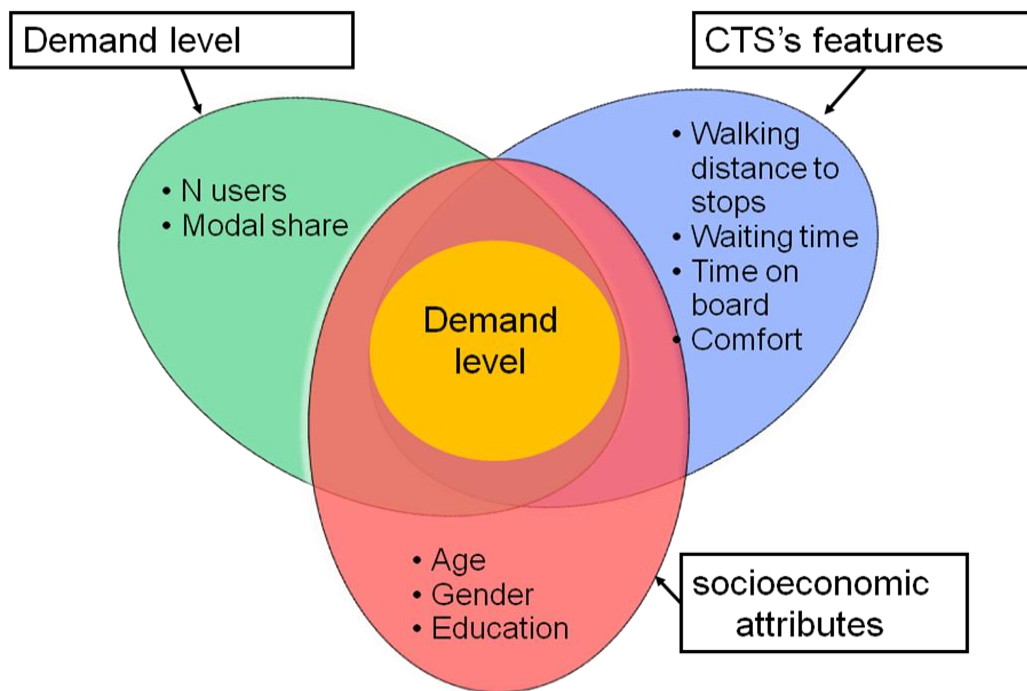 Demand level
CTS’s features
• N users
• Modal share
• Walking
distance to
stops
• Waiting time
• Time on
board
• Comfort
Demand
level
• Age
• Gender
• Education
socioeconomic
attributes